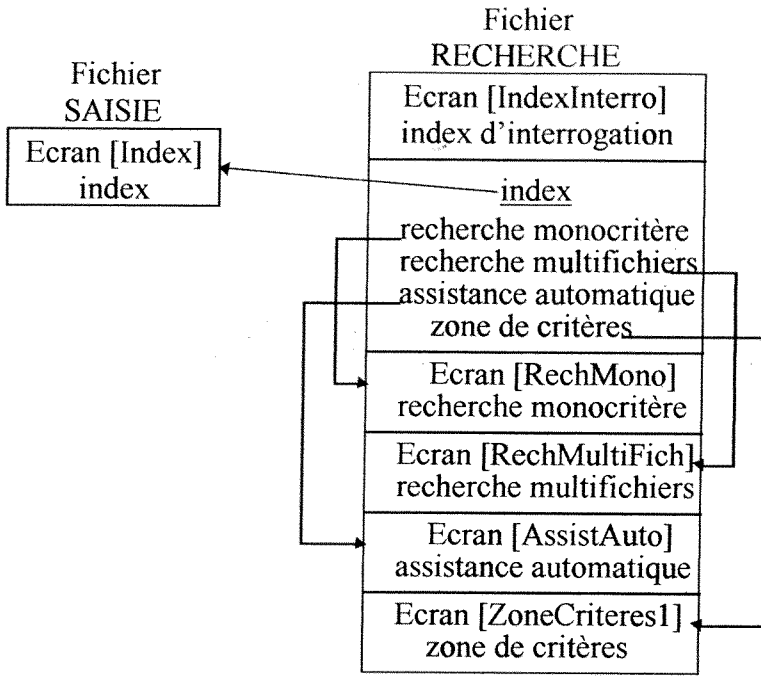 Fichier
SAISIE
Ecran [Index]
index
Fichier
RECHERCHE
Ecran [IndexInterro]
index d'interrogation
index
recherche monocritère
recherche multifichiers
assistance automatique
zone de critères
Ecran [RechMono]
recherche monocritère
Ecran [RechMultiFich]
recherche multifichiers
Ecran [AssistAuto]
assistance automatique
Ecran [ZoneCriteres1]
zone de critères